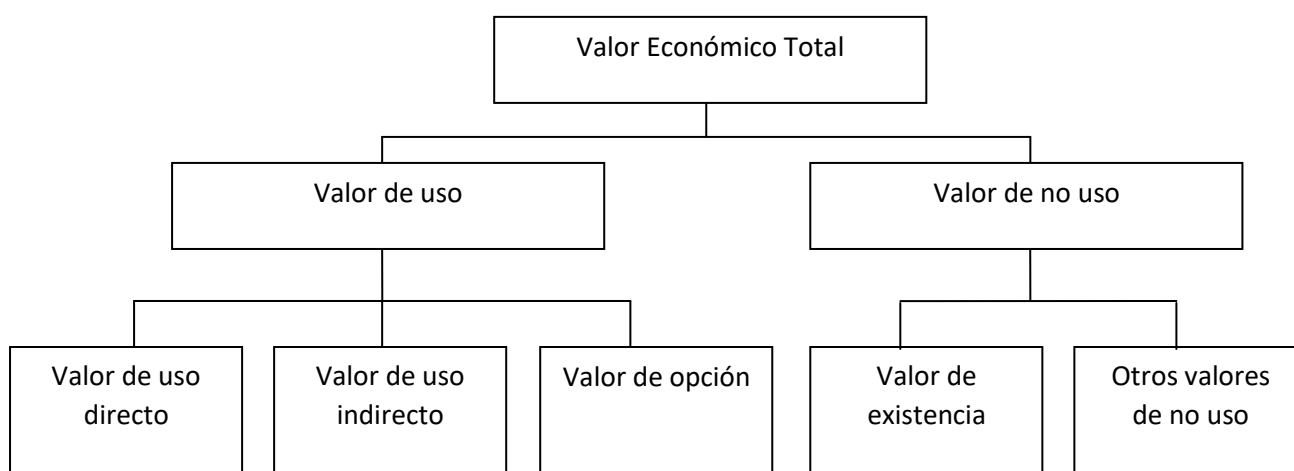 Valor Económico Total
Valor de uso
Valor de no uso
Valor de uso
directo
Valor de uso
indirecto
Valor de opción
Valor de
existencia
Otros valores
de no uso